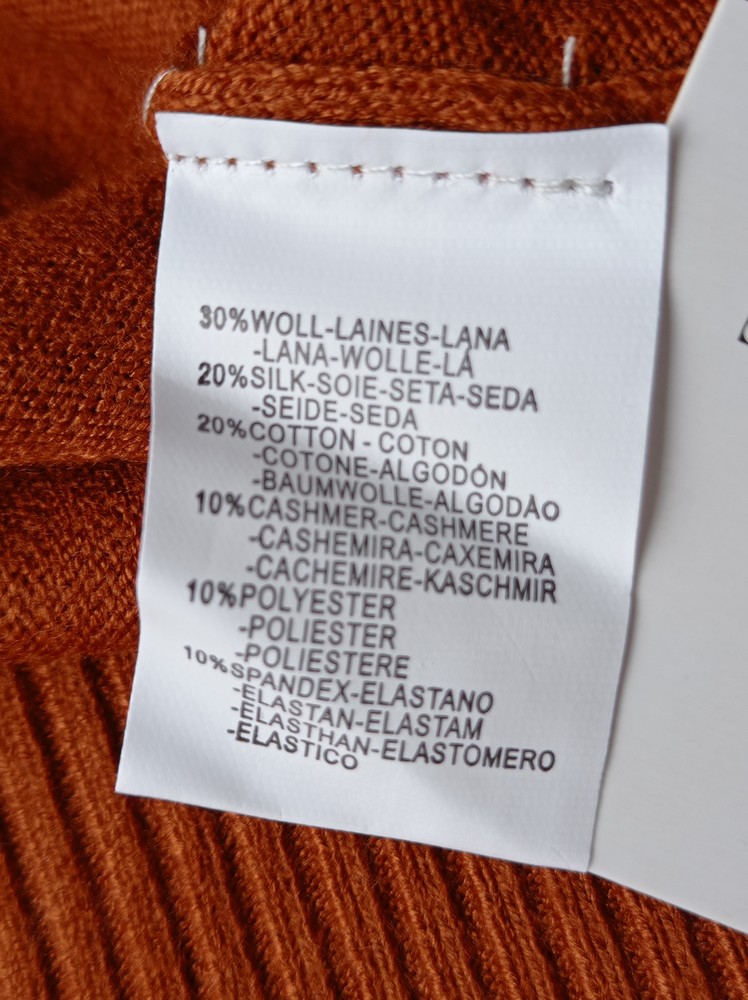 30%WOLL-LAINES-LANA
-LANA-WOLLE-LÁ
20%SILK-SOIE-SETA-SEDA
-SEIDE-SEDA
20%COTTON-COTON
-COTONE-ALGODÓN
-BAUMWOLLE-ALGODÃO
10%CASHMER-CASHMERE
-CASHEMIRA-CAXEMIRA
-CACHEMIRE-KASCHMIR
10%POLYESTER
-POLIESTER
-POLIESTERE
10%SPANDEX-ELASTANO
-ELASTAN-ELASTAM
-ELASTHAN-ELASTOMERO
-ELASTICO